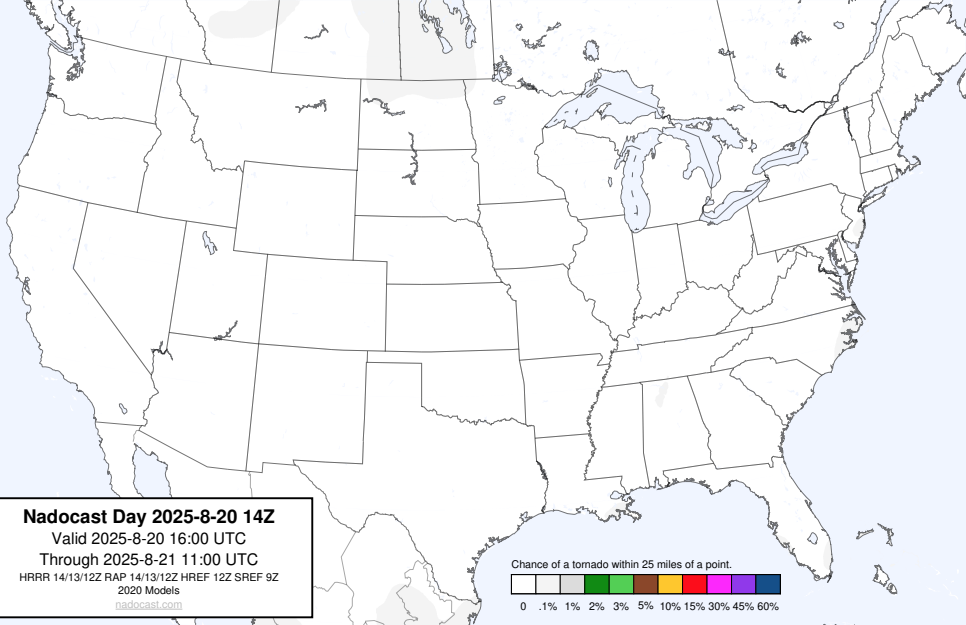 Nadocast Day 2025-8-20 14Z
Valid 2025-8-20 16:00 UTC
Through 2025-8-21 11:00 UTC
HRRR 14/13/12Z RAP 14/13/12Z HREF 12Z SREF 9Z
2020 Models
nadocast.com
Chance of a tornado within 25 miles of a point.
0 .1% 1% 2% 3% 5% 10% 15% 30% 45% 60%